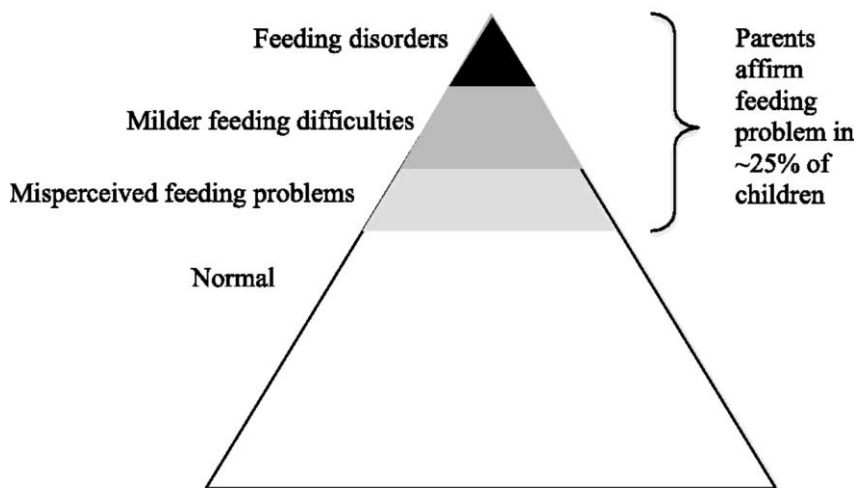 Feeding disorders
Milder feeding difficulties
Misperceived feeding problems
Normal
Parents
affirm
feeding
problem in
~25% of
children